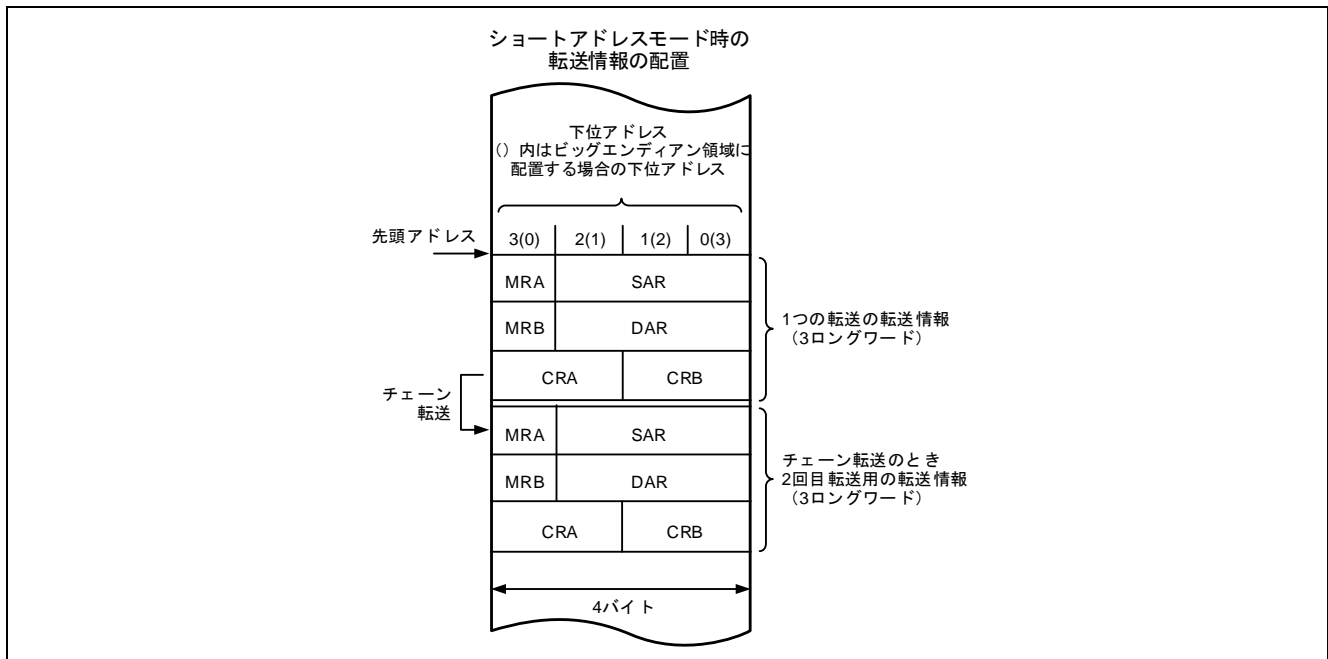 ショートアドレスモード時の
転送情報の配置
下位アドレス
() 内はビッグエンディアン領域に
配置する場合の下位アドレス
先頭アドレス
3(0) 2(1) 1(2) 0(3)
MRA SAR
MRB DAR
CRA CRB
1つの転送の転送情報
(3ロングワード)
チェーン
転送
MRA SAR
MRB DAR
CRA CRB
チェーン転送のとき
2回目転送用の転送情報
(3ロングワード)
4バイト